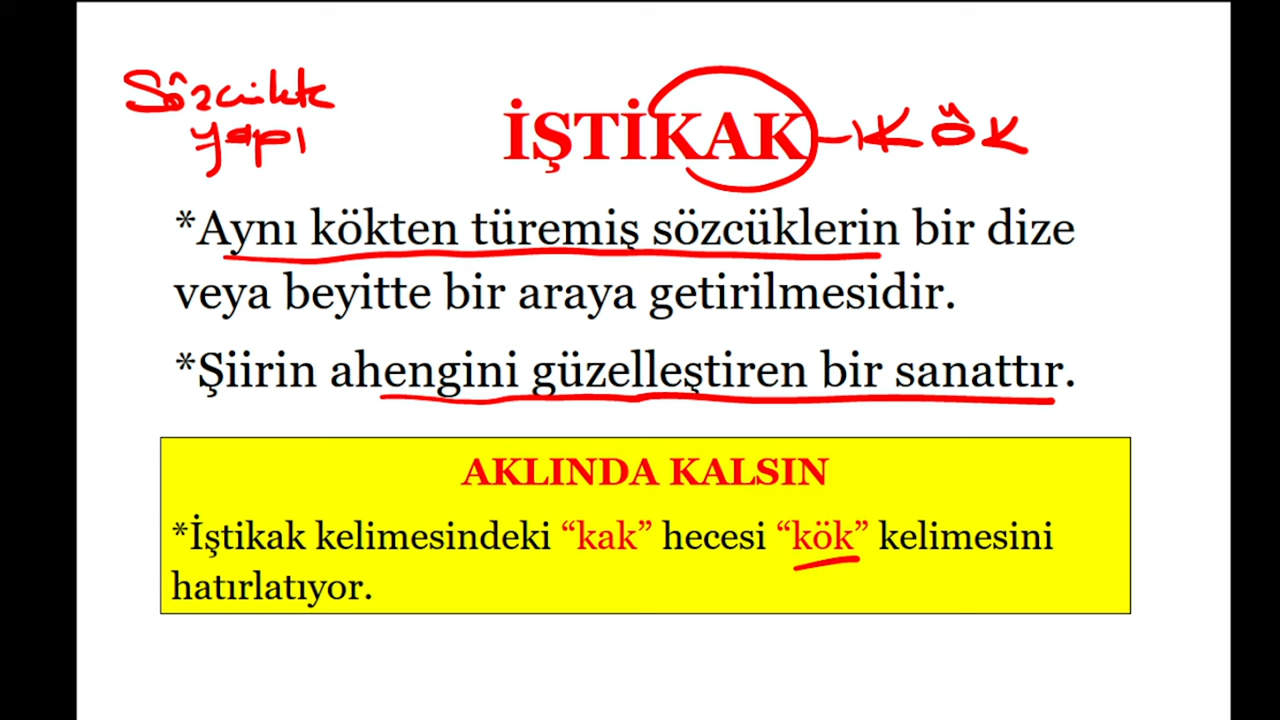 Sözcükte
yapı
İŞTİKAK
KÖK
*Aynı kökten türemiş sözcüklerin bir dize
veya beyitte bir araya getirilmesidir.
*Şiirin ahengini güzelleştiren bir sanattır.
AKLINDA KALSIN
*İştikak kelimesindeki “kak” hecesi “kök” kelimesini
hatırlatıyor.